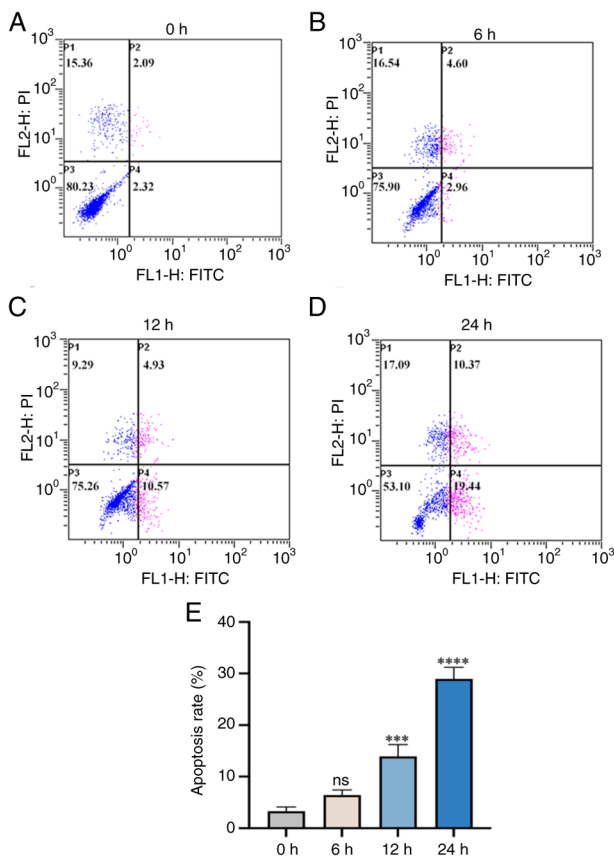 A
0 h
10³
P1
P2
15.36
2.09
10²
FL2-H: PI
10¹
P3
P4
10⁰
80.23
2.32
10⁰
10¹
10²
10³
FL1-H: FITC
B
6 h
10³
P1
P2
16.54
4.60
10²
FL2-H: PI
10¹
P3
P4
10⁰
75.90
2.96
10⁰
10¹
10²
10³
FL1-H: FITC
C
12 h
10³
P1
P2
9.29
4.93
10²
FL2-H: PI
10¹
P3
P4
10⁰
75.26
10.57
10⁰
10¹
10²
10³
FL1-H: FITC
D
24 h
10³
P1
P2
17.09
10.37
10²
FL2-H: PI
10¹
P3
P4
10⁰
53.10
19.44
10⁰
10¹
10²
10³
FL1-H: FITC
E
40
30
20
10
0
Apoptosis rate (%)
ns
***
****
0 h
6 h
12 h
24 h